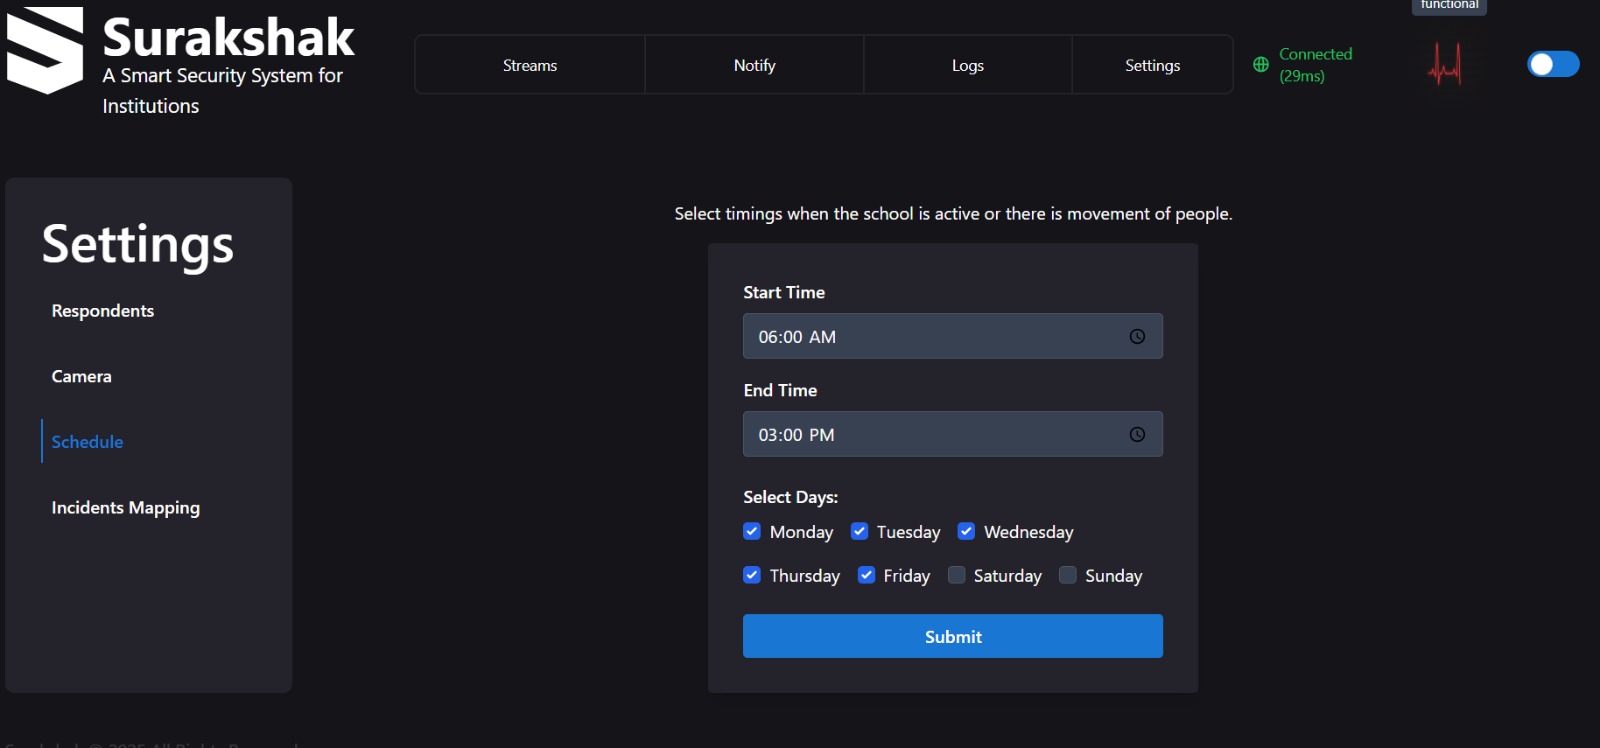 functional
Surakshak
A Smart Security System for
Institutions
Streams
Notify
Logs
Settings
Connected
(29ms)
Settings
Respondents
Camera
Schedule
Incidents Mapping
Select timings when the school is active or there is movement of people.
Start Time
06:00 AM
End Time
03:00 PM
Select Days:
Monday Tuesday Wednesday
Thursday Friday Saturday Sunday
Submit